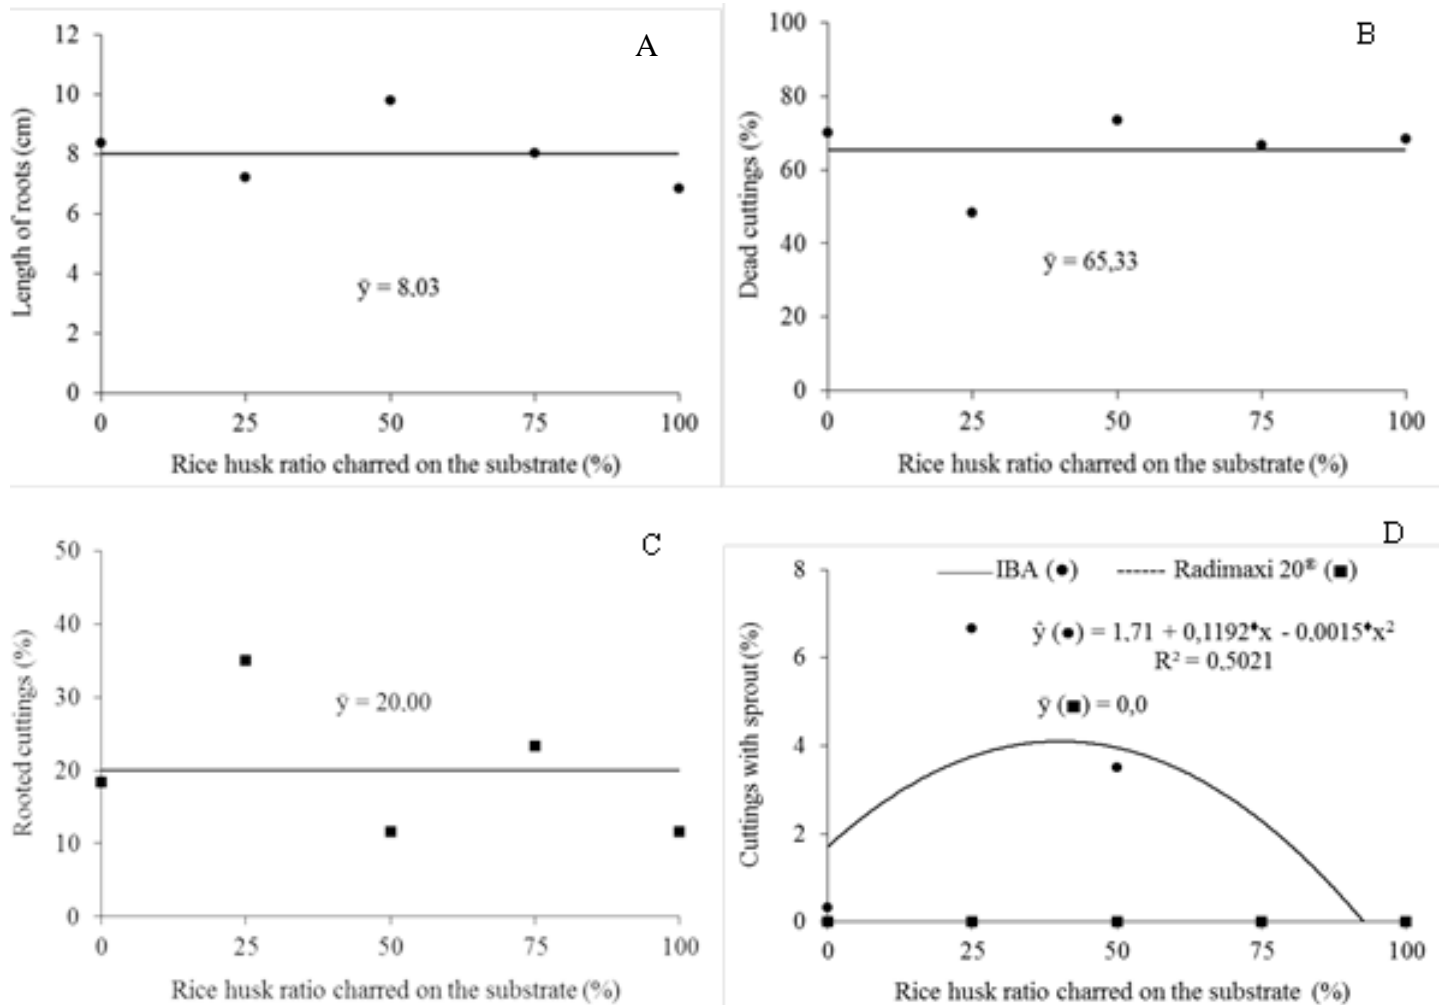 A
12
10
8
6
4
2
0
Length of roots (cm)
ȳ = 8,03
0 25 50 75 100
Rice husk ratio charred on the substrate (%)
B
100
80
60
40
20
0
Dead cuttings (%)
ȳ = 65,33
0 25 50 75 100
Rice husk ratio charred on the substrate (%)
C
50
40
30
20
10
0
Rooted cuttings (%)
ȳ = 20,00
0 25 50 75 100
Rice husk ratio charred on the substrate (%)
D
8
6
4
2
0
Cuttings with sprout (%)
—— IBA (●) ------ Radimaxi 20® (■)
ŷ (●) = 1,71 + 0,1192♦x - 0,0015♦x²
R² = 0,5021
ȳ (■) = 0,0
0 25 50 75 100
Rice husk ratio charred on the substrate (%)